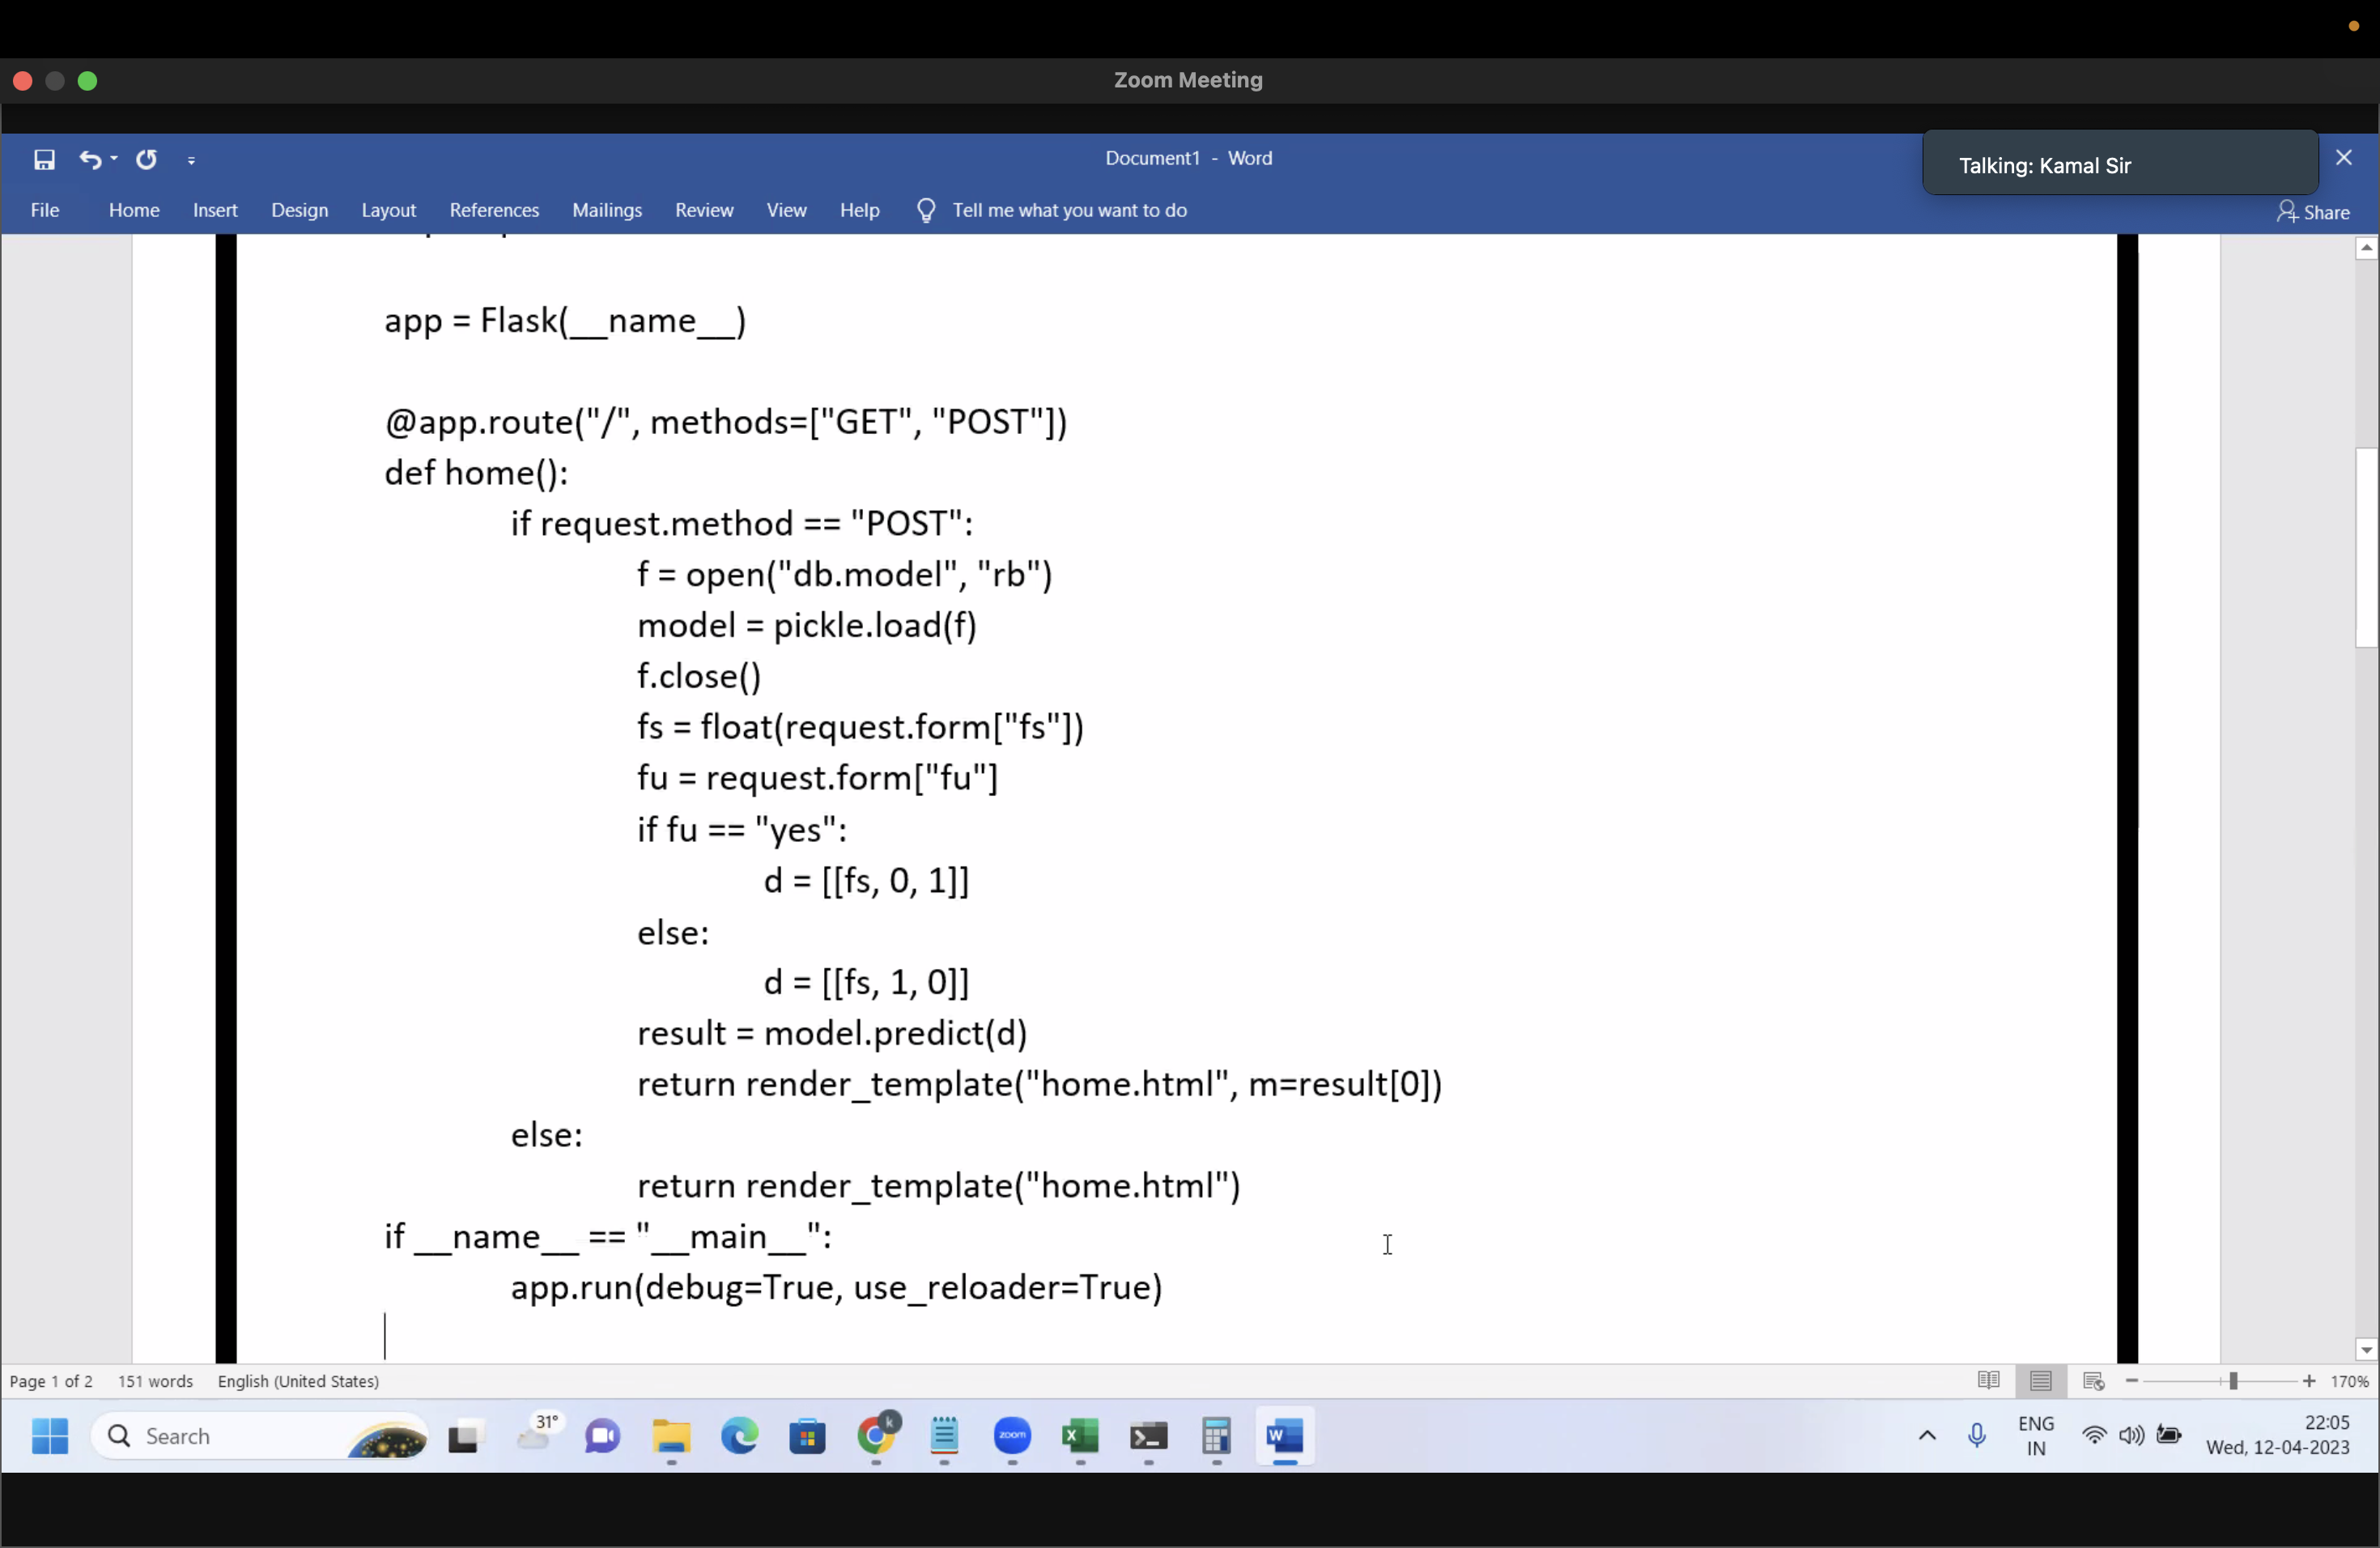 Zoom Meeting
Document1 - Word
Talking: Kamal Sir
File Home Insert Design Layout References Mailings Review View Help Tell me what you want to do
Share
app = Flask(__name__)
@app.route("/", methods=["GET", "POST"])
def home():
if request.method == "POST":
f = open("db.model", "rb")
model = pickle.load(f)
f.close()
fs = float(request.form["fs"])
fu = request.form["fu"]
if fu == "yes":
d = [[fs, 0, 1]]
else:
d = [[fs, 1, 0]]
result = model.predict(d)
return render_template("home.html", m=result[0])
else:
return render_template("home.html")
if __name__ == "__main__":
app.run(debug=True, use_reloader=True)
Page 1 of 2 151 words English (United States)
170%
Search
31°
k
zoom
X
W
ENG
IN
22:05
Wed, 12-04-2023